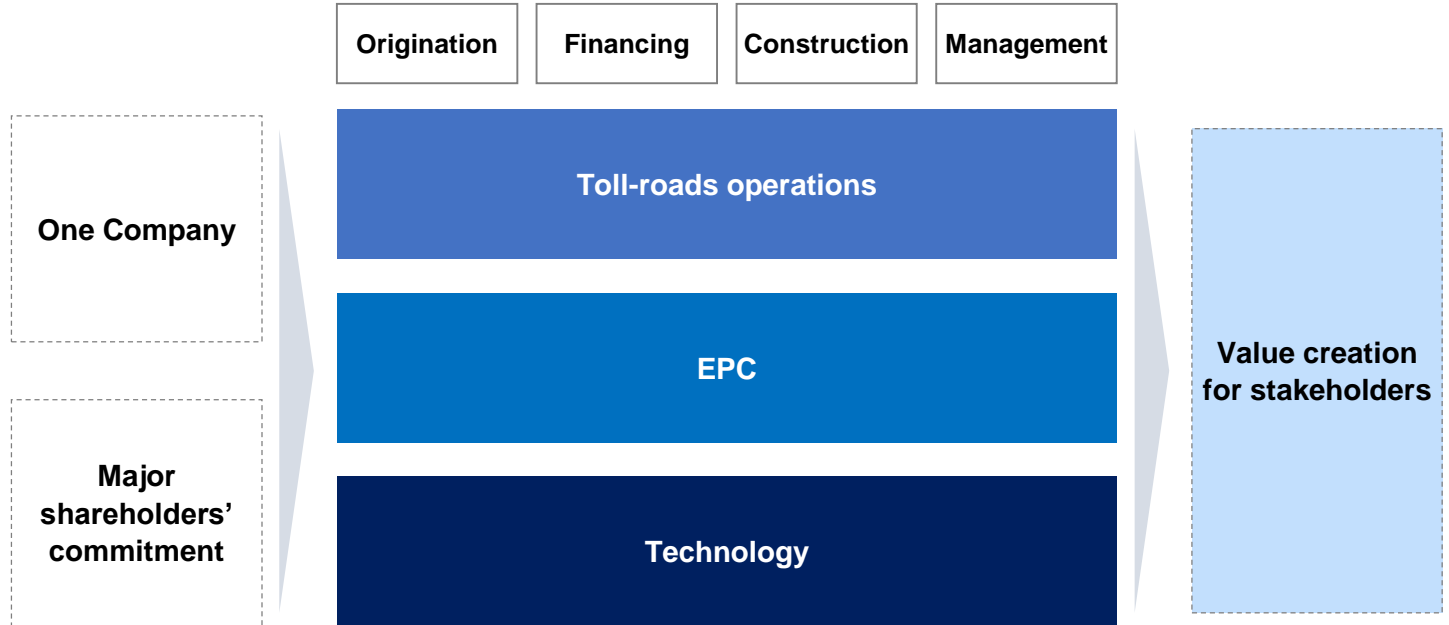 Origination
Financing
Construction
Management
One Company
Major
shareholders’
commitment
Toll-roads operations
EPC
Technology
Value creation
for stakeholders